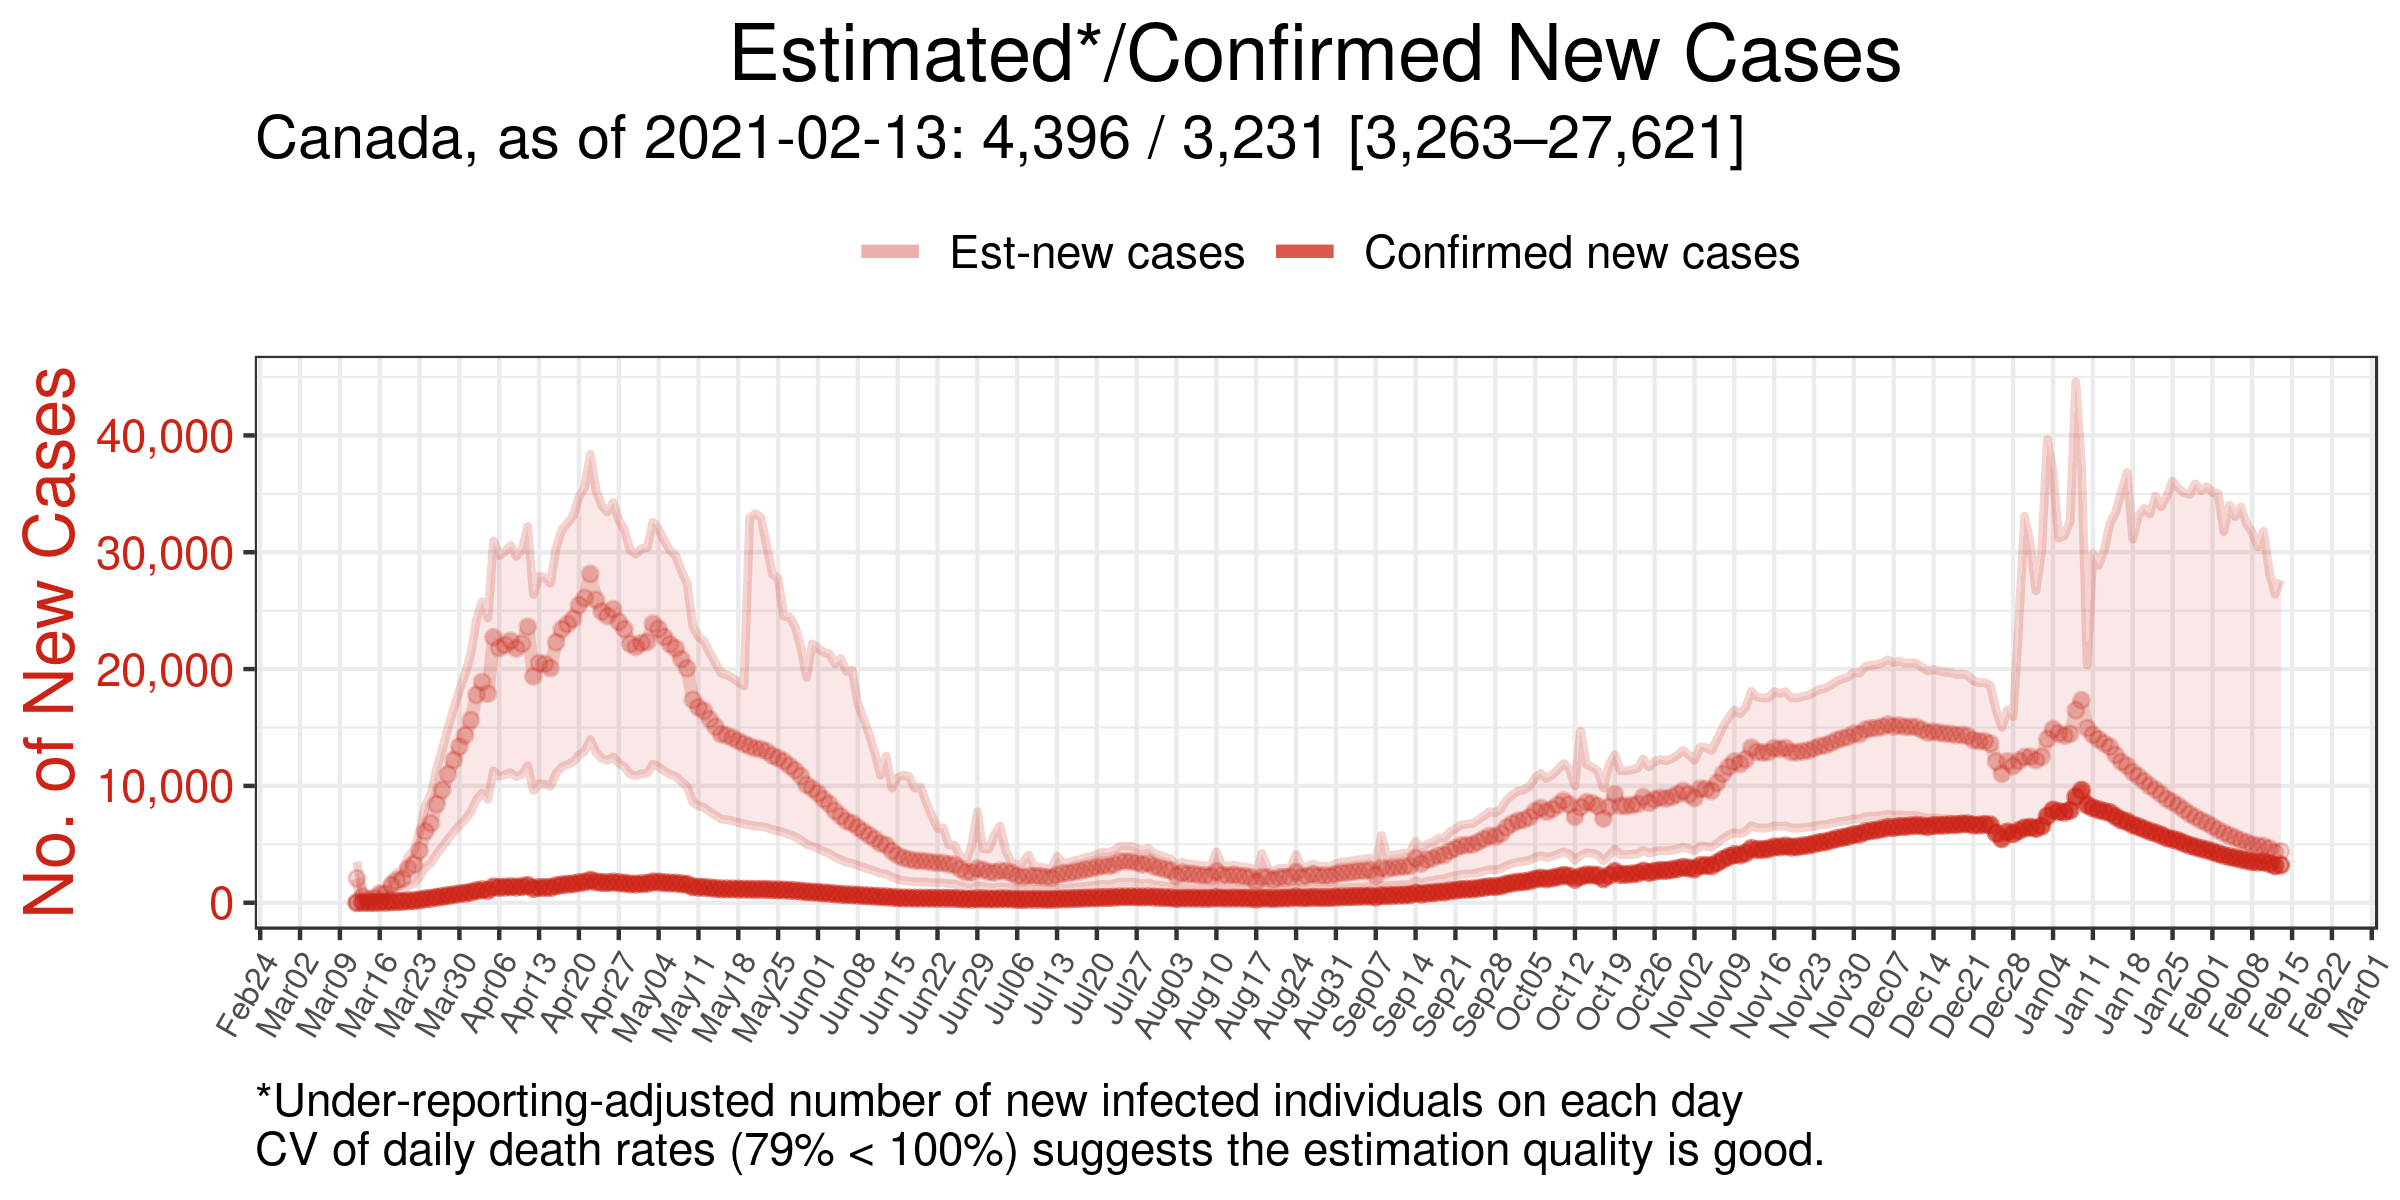 Estimated*/Confirmed New Cases
Canada, as of 2021-02-13: 4,396 / 3,231 [3,263–27,621]
Est-new cases
Confirmed new cases
No. of New Cases
40,000
30,000
20,000
10,000
0
Feb24
Mar02
Mar09
Mar16
Mar23
Mar30
Apr06
Apr13
Apr20
Apr27
May04
May11
May18
May25
Jun01
Jun08
Jun15
Jun22
Jun29
Jul06
Jul13
Jul20
Jul27
Aug03
Aug10
Aug17
Aug24
Aug31
Sep07
Sep14
Sep21
Sep28
Oct05
Oct12
Oct19
Oct26
Nov02
Nov09
Nov16
Nov23
Nov30
Dec07
Dec14
Dec21
Dec28
Jan04
Jan11
Jan18
Jan25
Feb01
Feb08
Feb15
Feb22
Mar01
*Under-reporting-adjusted number of new infected individuals on each day
CV of daily death rates (79% < 100%) suggests the estimation quality is good.